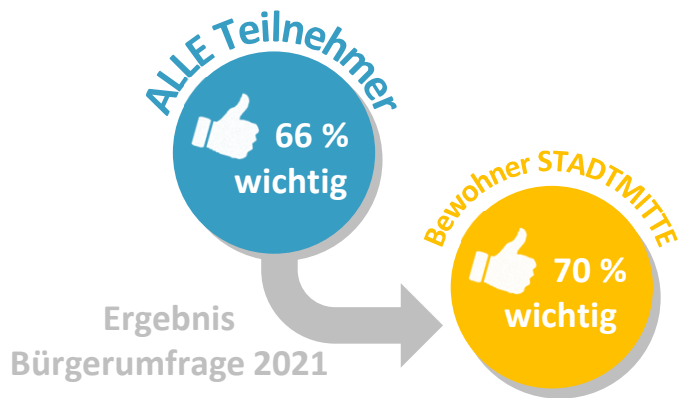 ALLE Teilnehmer
66 %
wichtig
Bewohner STADTMITTE
70 %
wichtig
Ergebnis
Bürgerumfrage 2021